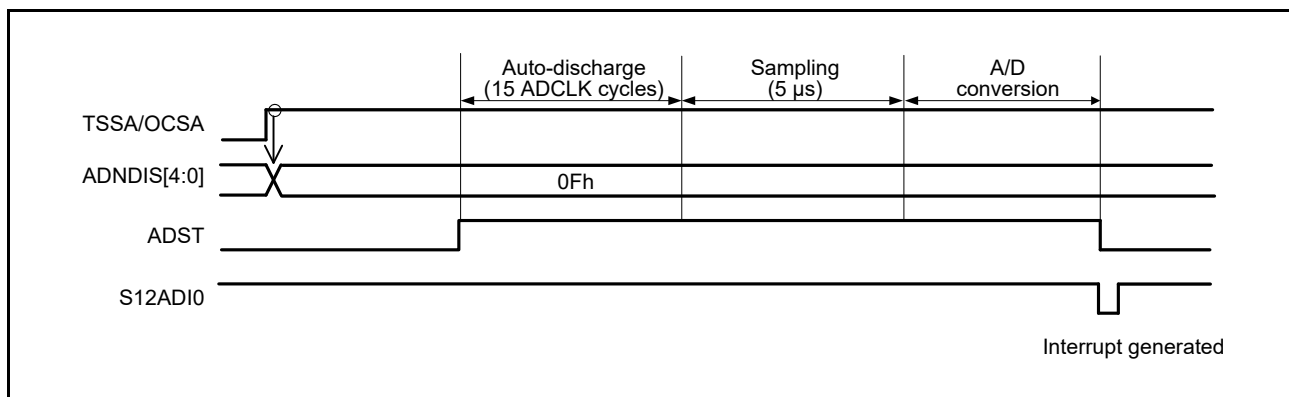 Auto-discharge
(15 ADCLK cycles)
Sampling
(5 µs)
A/D
conversion
TSSA/OCSA
ADNDIS[4:0]
0Fh
ADST
S12ADI0
Interrupt generated